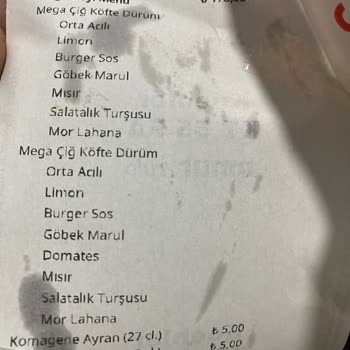 Menü
Mega Çiğ Köfte Dürüm
Orta Acılı
Limon
Burger Sos
Göbek Marul
Mısır
Salatalık Turşusu
Mor Lahana
Mega Çiğ Köfte Dürüm
Orta Acılı
Limon
Burger Sos
Göbek Marul
Domates
Mısır
Salatalık Turşusu
Mor Lahana
Komagene Ayran (27 cl.) ₺ 5,00
₺ 5,00